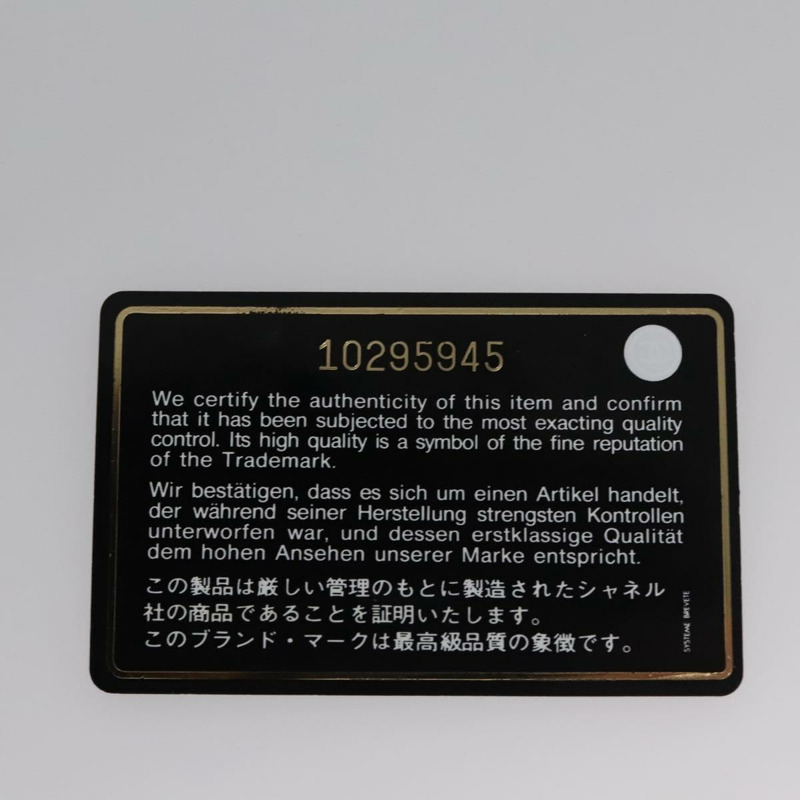 10295945
We certify the authenticity of this item and confirm
that it has been subjected to the most exacting quality
control. Its high quality is a symbol of the fine reputation
of the Trademark.
Wir bestätigen, dass es sich um einen Artikel handelt,
der während seiner Herstellung strengsten Kontrollen
unterworfen war, und dessen erstklassige Qualität
dem hohen Ansehen unserer Marke entspricht.
この製品は厳しい管理のもとに製造されたシャネル
社の商品であることを証明いたします。
このブランド・マークは最高級品質の象徴です。
SYSTEME BREVETE